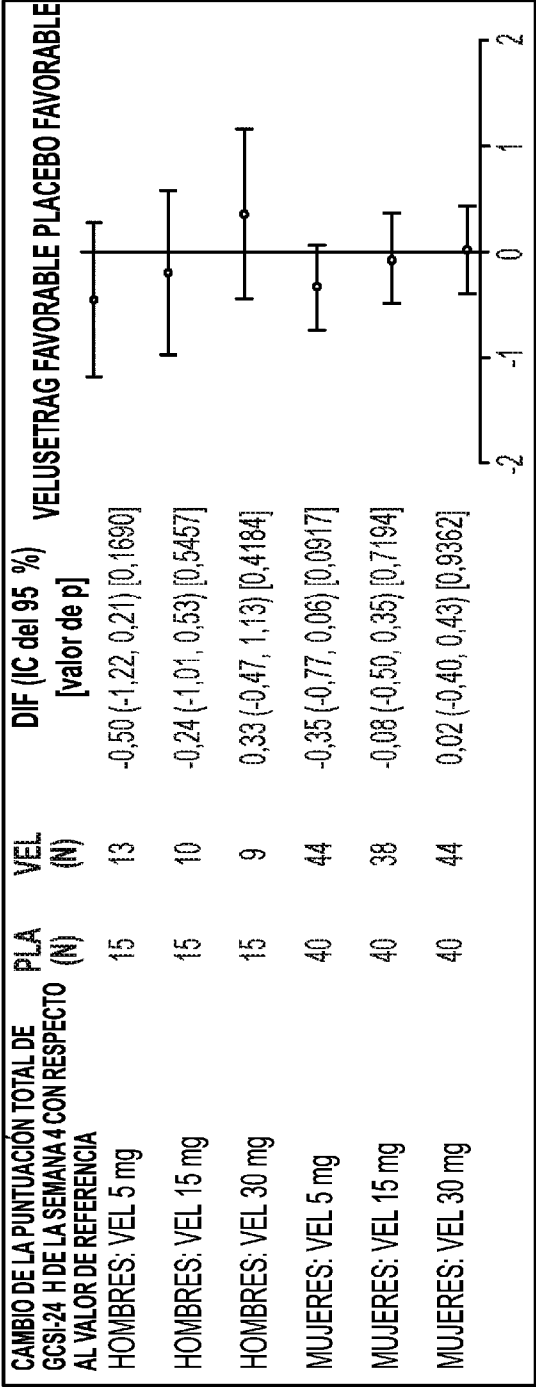 CAMBIO DE LA PUNTUACIÓN TOTAL DE
GCSI-24 H DE LA SEMANA 4 CON RESPECTO
AL VALOR DE REFERENCIA
PLA
(N)
VEL
(N)
DIF (IC del 95 %)
[valor de p]
VELUSETRAG FAVORABLE PLACEBO FAVORABLE
HOMBRES: VEL 5 mg 15 13 -0,50 (-1,22, 0,21) [0,1690]
HOMBRES: VEL 15 mg 15 10 -0,24 (-1,01, 0,53) [0,5457]
HOMBRES: VEL 30 mg 15 9 0,33 (-0,47, 1,13) [0,4184]
MUJERES: VEL 5 mg 40 44 -0,35 (-0,77, 0,06) [0,0917]
MUJERES: VEL 15 mg 40 38 -0,08 (-0,50, 0,35) [0,7194]
MUJERES: VEL 30 mg 40 44 0,02 (-0,40, 0,43) [0,9362]
-2 -1 0 1 2